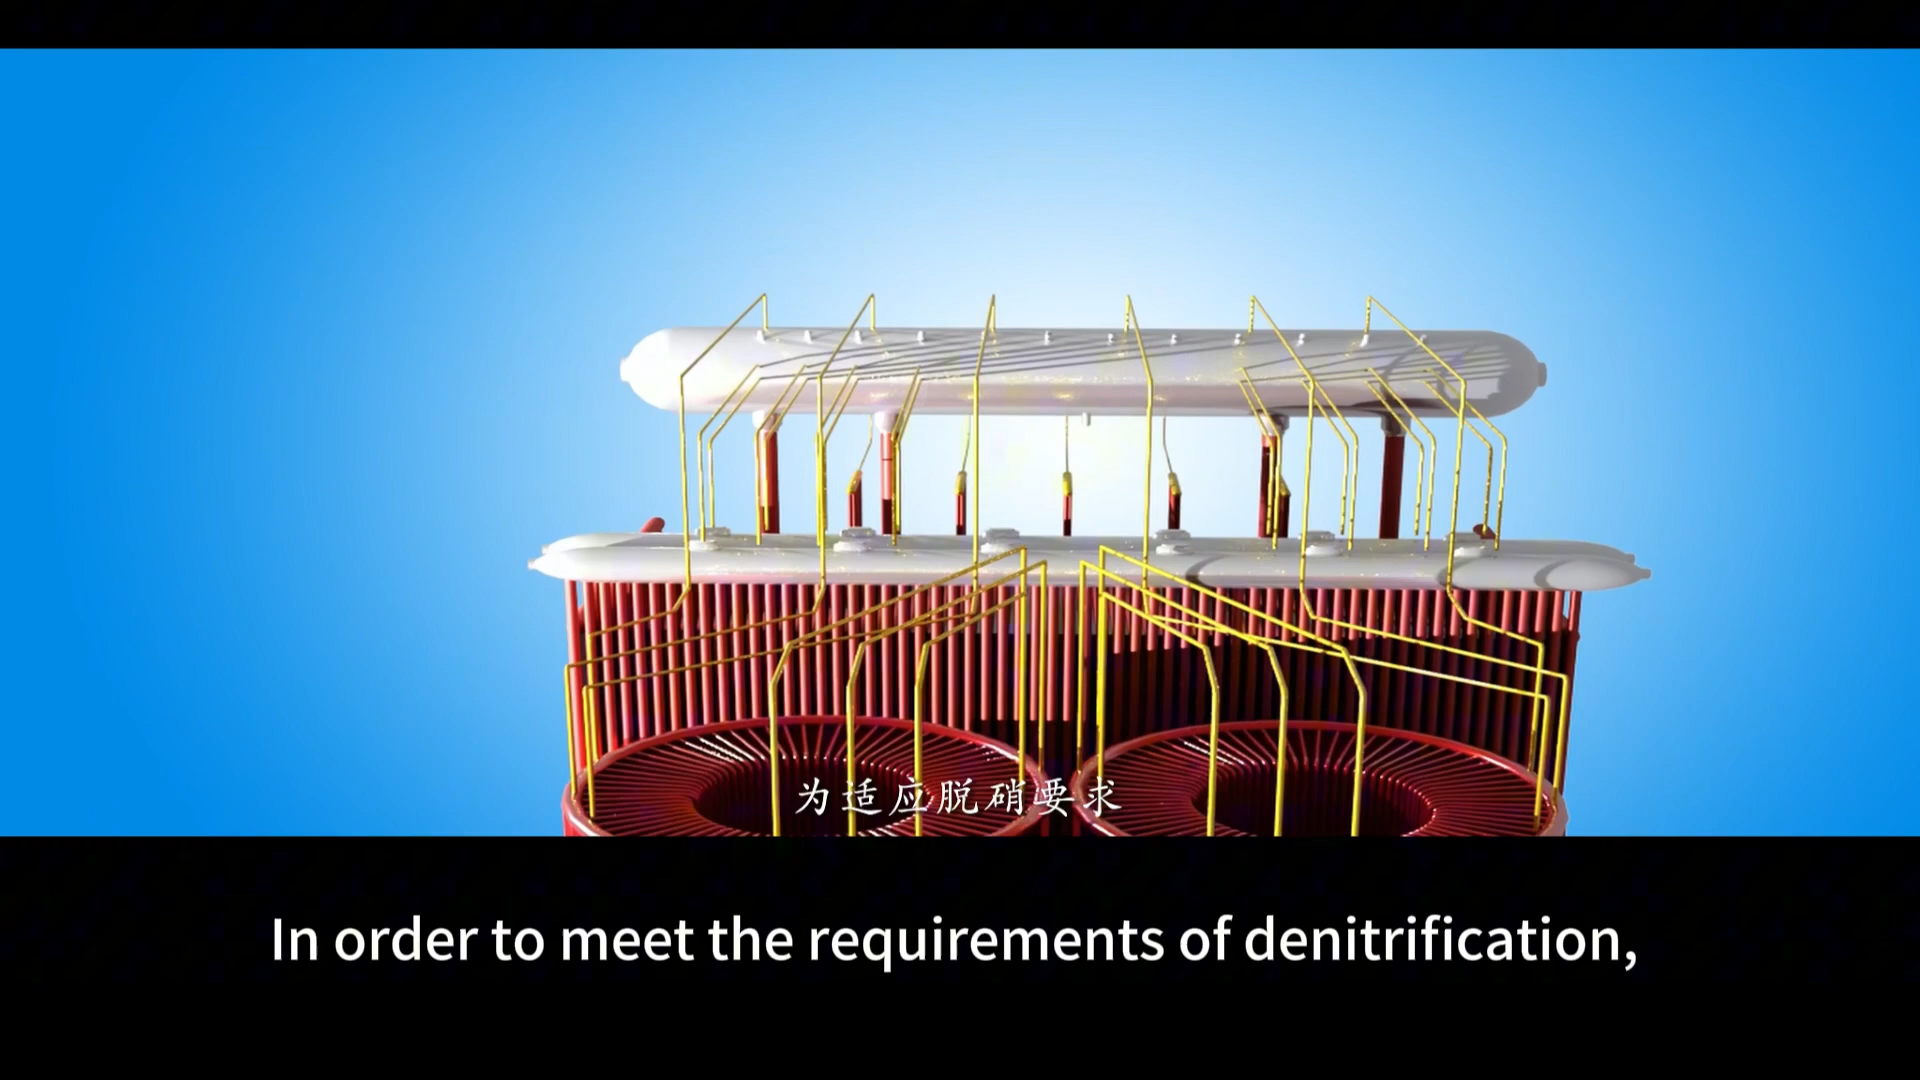 为适应脱硝要求
In order to meet the requirements of denitrification,